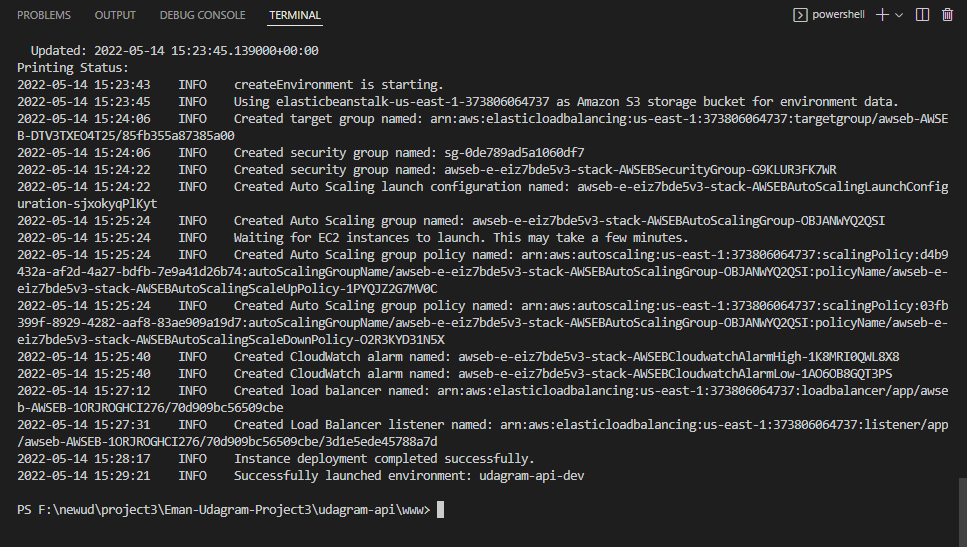 PROBLEMS OUTPUT DEBUG CONSOLE TERMINAL powershell
Updated: 2022-05-14 15:23:45.139000+00:00
Printing Status:
2022-05-14 15:23:43 INFO createEnvironment is starting.
2022-05-14 15:23:45 INFO Using elasticbeanstalk-us-east-1-373806064737 as Amazon S3 storage bucket for environment data.
2022-05-14 15:24:06 INFO Created target group named: arn:aws:elasticloadbalancing:us-east-1:373806064737:targetgroup/awseb-AWSE
B-DTV3TXEO4T25/85fb355a87385a00
2022-05-14 15:24:06 INFO Created security group named: sg-0de789ad5a1060df7
2022-05-14 15:24:22 INFO Created security group named: awseb-e-eiz7bde5v3-stack-AWSEBSecurityGroup-G9KLUR3FK7WR
2022-05-14 15:24:22 INFO Created Auto Scaling launch configuration named: awseb-e-eiz7bde5v3-stack-AWSEBAutoScalingLaunchConfig
uration-sjxokyqPlKyt
2022-05-14 15:25:24 INFO Created Auto Scaling group named: awseb-e-eiz7bde5v3-stack-AWSEBAutoScalingGroup-OBJANWYQ2QSI
2022-05-14 15:25:24 INFO Waiting for EC2 instances to launch. This may take a few minutes.
2022-05-14 15:25:24 INFO Created Auto Scaling group policy named: arn:aws:autoscaling:us-east-1:373806064737:scalingPolicy:d4b9
432a-af2d-4a27-bdfb-7e9a41d26b74:autoScalingGroupName/awseb-e-eiz7bde5v3-stack-AWSEBAutoScalingGroup-OBJANWYQ2QSI:policyName/awseb-e-
eiz7bde5v3-stack-AWSEBAutoScalingScaleUpPolicy-1PYQJZ2G7MV0C
2022-05-14 15:25:24 INFO Created Auto Scaling group policy named: arn:aws:autoscaling:us-east-1:373806064737:scalingPolicy:03fb
399f-8929-4282-aaf8-83ae909a19d7:autoScalingGroupName/awseb-e-eiz7bde5v3-stack-AWSEBAutoScalingGroup-OBJANWYQ2QSI:policyName/awseb-e-
eiz7bde5v3-stack-AWSEBAutoScalingScaleDownPolicy-O2R3KYD31N5X
2022-05-14 15:25:40 INFO Created CloudWatch alarm named: awseb-e-eiz7bde5v3-stack-AWSEBCloudwatchAlarmHigh-1K8MRI0QWL8X8
2022-05-14 15:25:40 INFO Created CloudWatch alarm named: awseb-e-eiz7bde5v3-stack-AWSEBCloudwatchAlarmLow-1AO6OB8GQT3PS
2022-05-14 15:27:12 INFO Created load balancer named: arn:aws:elasticloadbalancing:us-east-1:373806064737:loadbalancer/app/awse
b-AWSEB-1ORJROGHCI276/70d909bc56509cbe
2022-05-14 15:27:31 INFO Created Load Balancer listener named: arn:aws:elasticloadbalancing:us-east-1:373806064737:listener/app
/awseb-AWSEB-1ORJROGHCI276/70d909bc56509cbe/3d1e5ede45788a7d
2022-05-14 15:28:17 INFO Instance deployment completed successfully.
2022-05-14 15:29:21 INFO Successfully launched environment: udagram-api-dev
PS F:\newud\project3\Eman-Udagram-Project3\udagram-api\www>